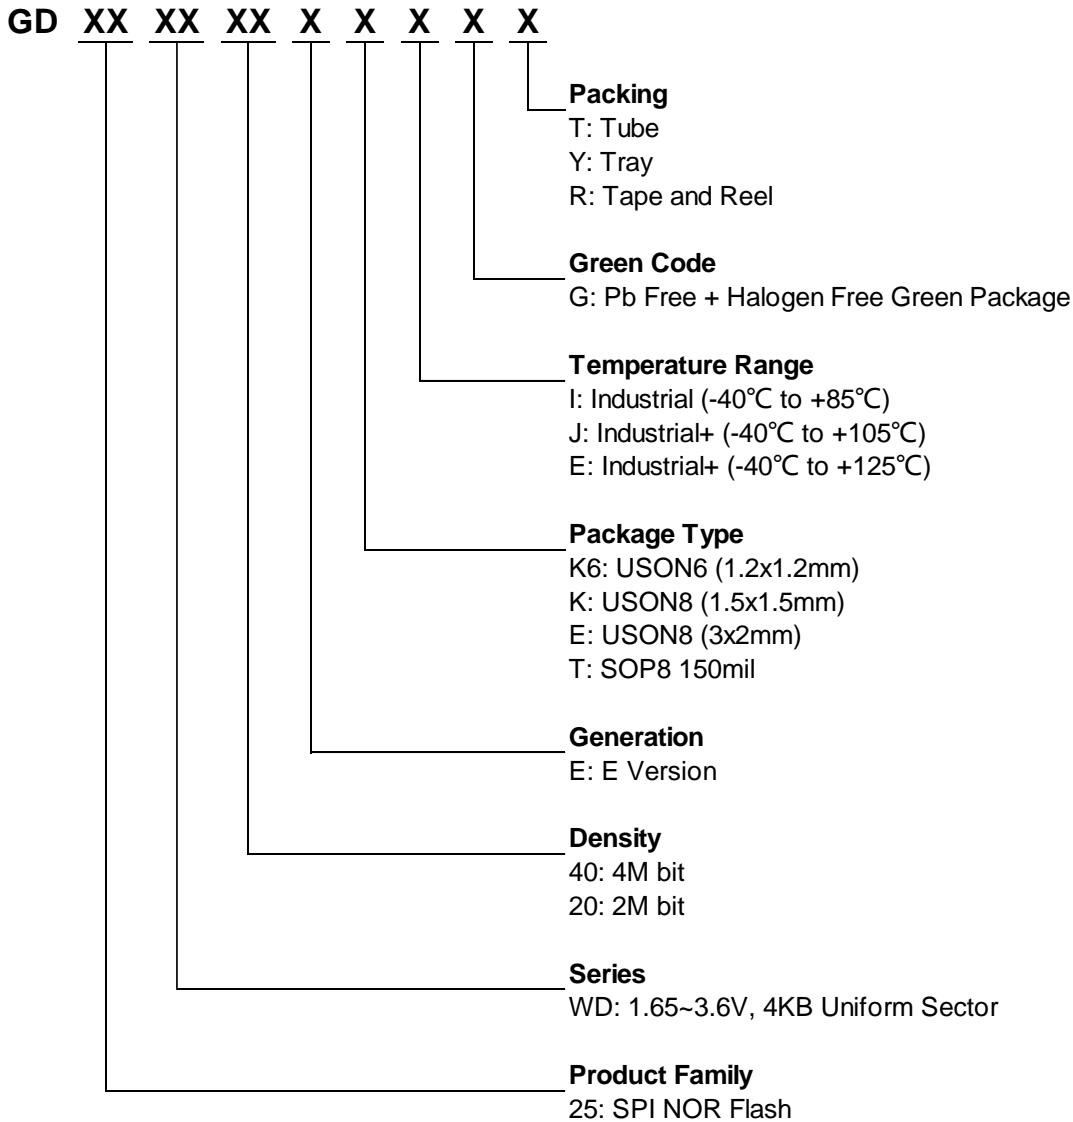 GD XX XX XX X X X X X
Packing
T: Tube
Y: Tray
R: Tape and Reel
Green Code
G: Pb Free + Halogen Free Green Package
Temperature Range
I: Industrial (-40℃ to +85℃)
J: Industrial+ (-40℃ to +105℃)
E: Industrial+ (-40℃ to +125℃)
Package Type
K6: USON6 (1.2x1.2mm)
K: USON8 (1.5x1.5mm)
E: USON8 (3x2mm)
T: SOP8 150mil
Generation
E: E Version
Density
40: 4M bit
20: 2M bit
Series
WD: 1.65~3.6V, 4KB Uniform Sector
Product Family
25: SPI NOR Flash